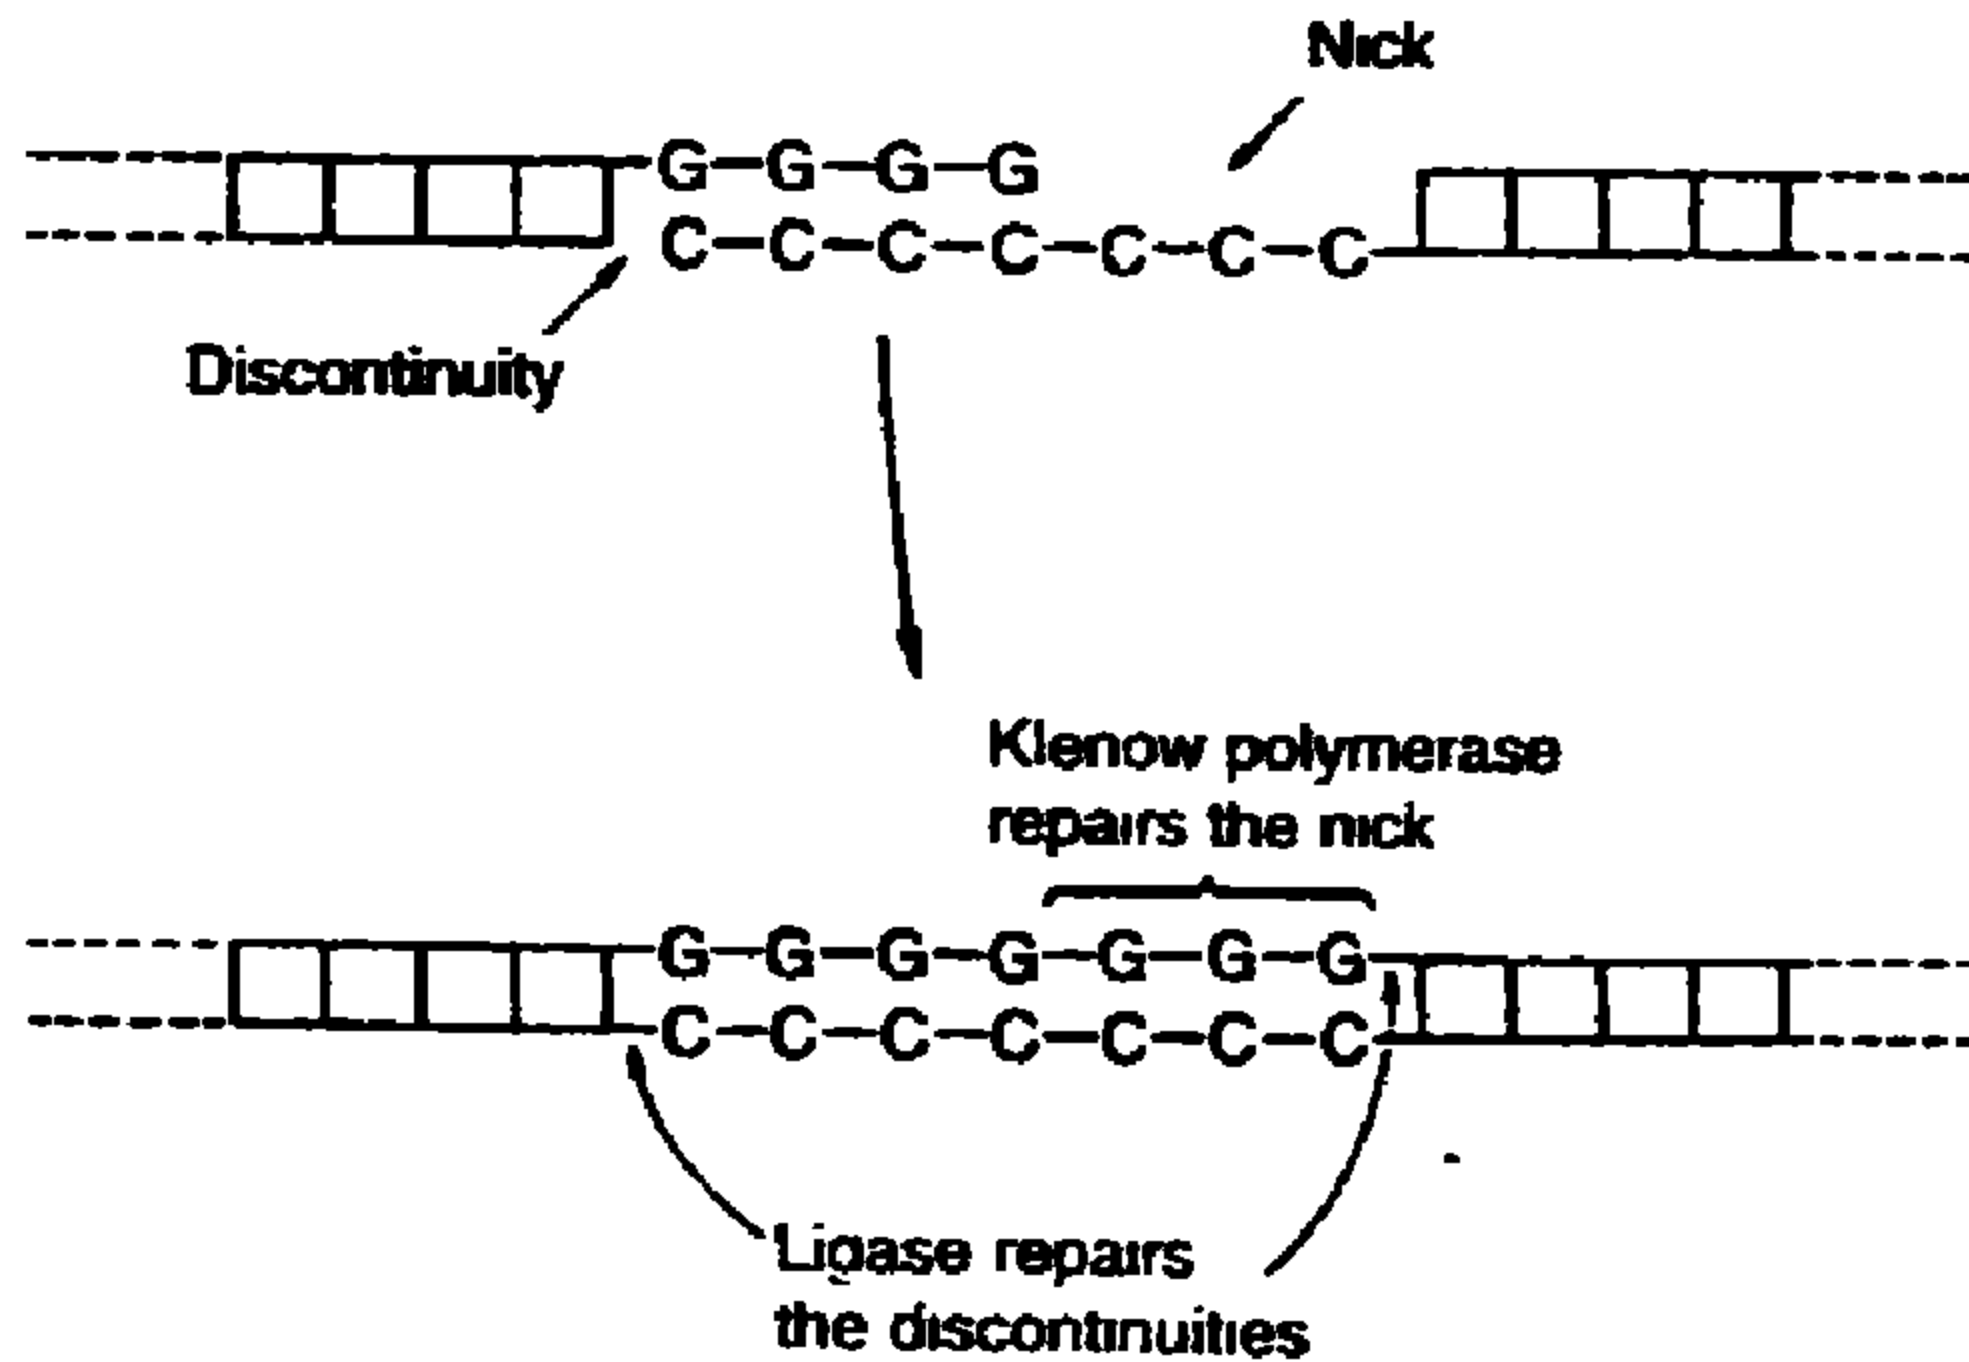 Nick
G-G-G-G
C-C-C-C-C-C-C
Discontinuity
Klenow polymerase
repairs the nick
G-G-G-G-G-G-G
C-C-C-C-C-C-C
Ligase repairs
the discontinuities